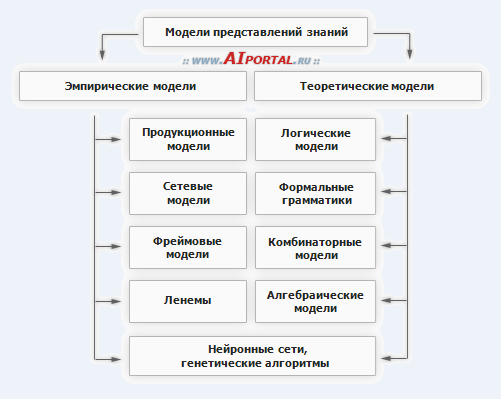 Модели представлений знаний
:: www.AIPORTAL.RU ::
Эмпирические модели
Теоретические модели
Продукционные
модели
Логические
модели
Сетевые
модели
Формальные
грамматики
Фреймовые
модели
Комбинаторные
модели
Ленемы
Алгебраические
модели
Нейронные сети,
генетические алгоритмы